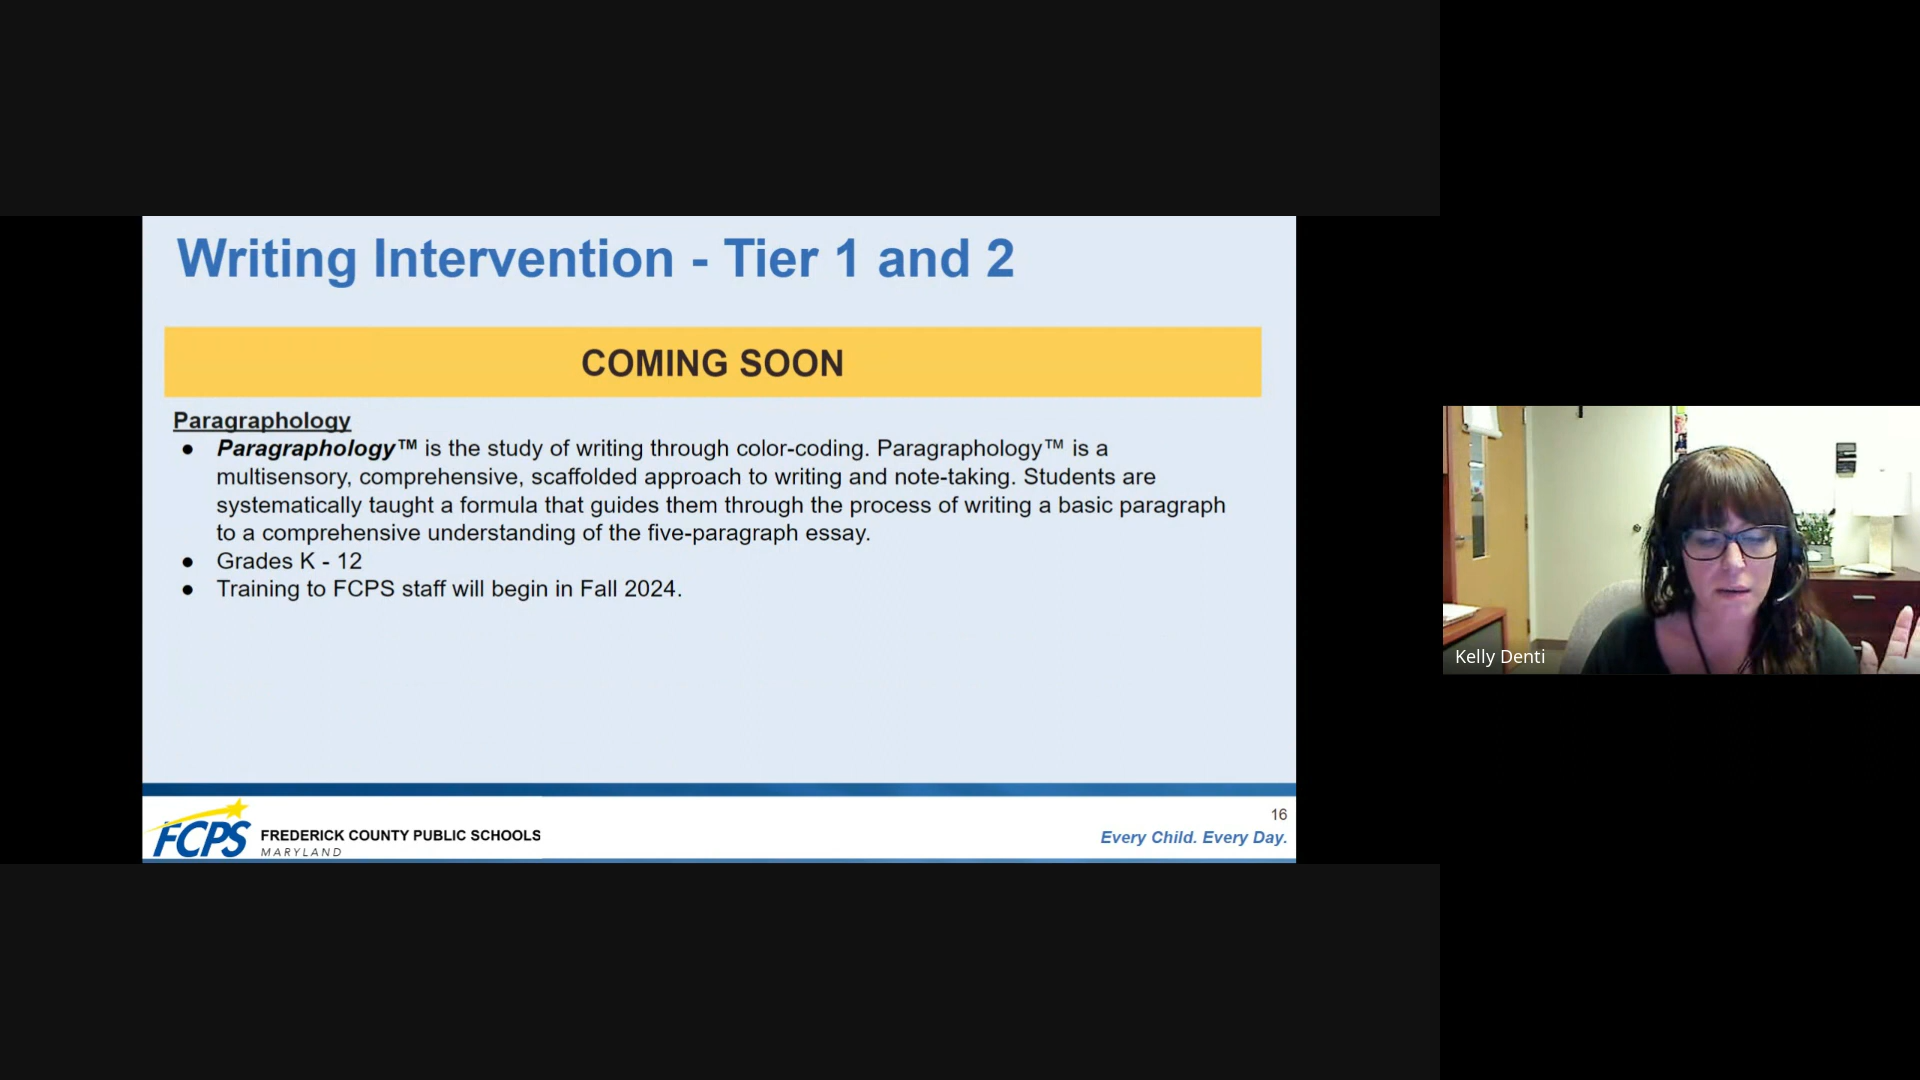 Writing Intervention - Tier 1 and 2
COMING SOON
Paragraphology
● Paragraphology™ is the study of writing through color-coding. Paragraphology™ is a
multisensory, comprehensive, scaffolded approach to writing and note-taking. Students are
systematically taught a formula that guides them through the process of writing a basic paragraph
to a comprehensive understanding of the five-paragraph essay.
● Grades K - 12
● Training to FCPS staff will begin in Fall 2024.
16
FCPS FREDERICK COUNTY PUBLIC SCHOOLS
MARYLAND
Every Child. Every Day.
Kelly Denti